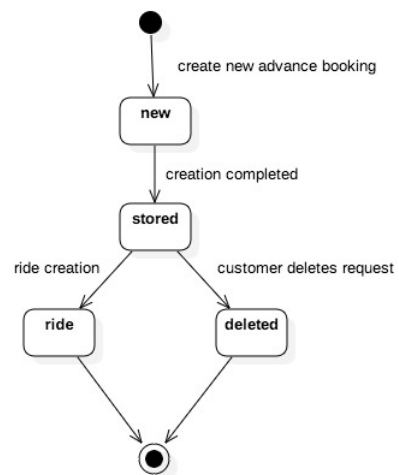 create new advance booking
new
creation completed
stored
ride creation
customer deletes request
ride
deleted